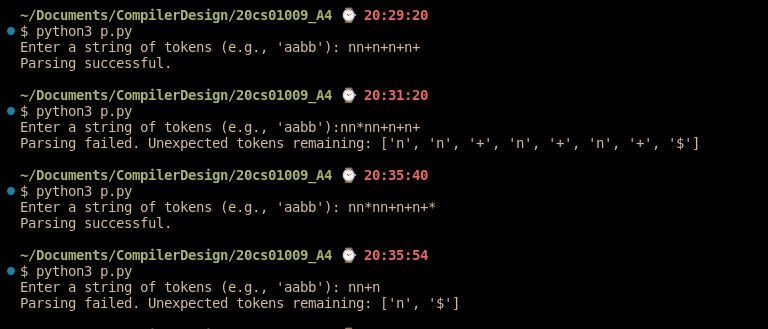 ~/Documents/CompilerDesign/20cs01009_A4 ⌚ 20:29:20
$ python3 p.py
Enter a string of tokens (e.g., 'aabb'): nn+n+n+n+
Parsing successful.
~/Documents/CompilerDesign/20cs01009_A4 ⌚ 20:31:20
$ python3 p.py
Enter a string of tokens (e.g., 'aabb'):nn*nn+n+n+
Parsing failed. Unexpected tokens remaining: ['n', 'n', '+', 'n', '+', 'n', '+', '$']
~/Documents/CompilerDesign/20cs01009_A4 ⌚ 20:35:40
$ python3 p.py
Enter a string of tokens (e.g., 'aabb'): nn*nn+n+n+*
Parsing successful.
~/Documents/CompilerDesign/20cs01009_A4 ⌚ 20:35:54
$ python3 p.py
Enter a string of tokens (e.g., 'aabb'): nn+n
Parsing failed. Unexpected tokens remaining: ['n', '$']